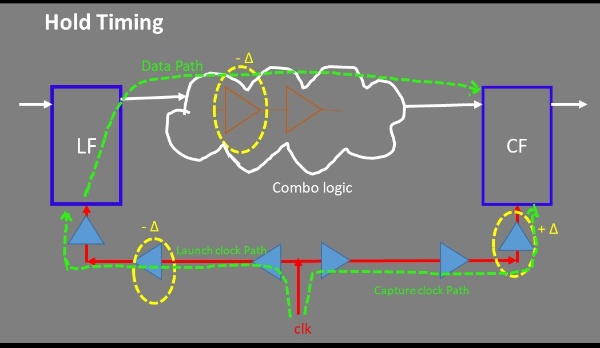 Hold Timing
- Δ
Data Path
LF
CF
Combo logic
- Δ
+ Δ
Launch clock Path
Capture clock Path
clk